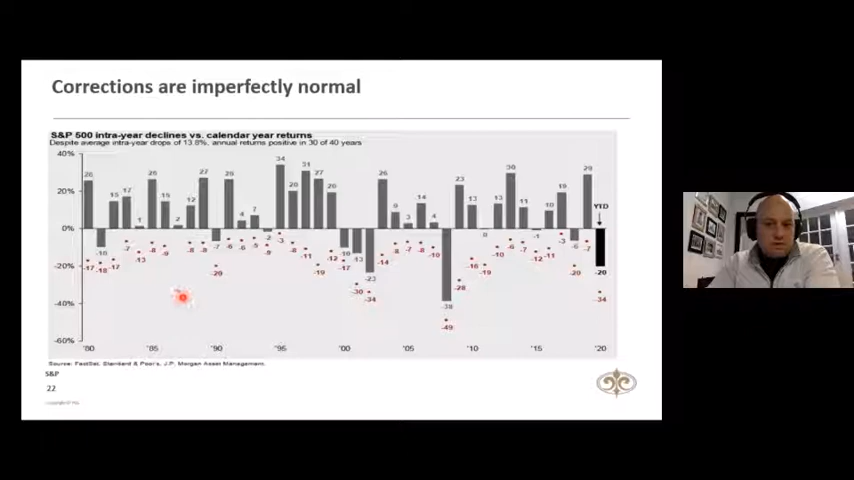 Corrections are imperfectly normal
S&P 500 intra-year declines vs. calendar year returns
Despite average intra-year drops of 13.8%, annual returns positive in 30 of 40 years
40%
20%
0%
-20%
-40%
-60%
26 -10 15 17 1 26 15 2 12 27 -7 26 4 7 -2 34 20 31 27 20 -10 -13 -23 26 9 3 14 4 -38 23 13 0 13 30 11 -1 10 19 -6 29
YTD
-20
-17 -18 -17 -7 -13 -8 -9 -8 -8 -20 -6 -6 -5 -9 -3 -8 -11 -19 -12 -17 -30 -34 -14 -8 -7 -8 -10 -49 -28 -16 -19 -10 -6 -7 -12 -11 -3 -20 -7 -34
'80 '85 '90 '95 '00 '05 '10 '15 '20
Source: FactSet, Standard & Poor's, J.P. Morgan Asset Management.
S&P
22